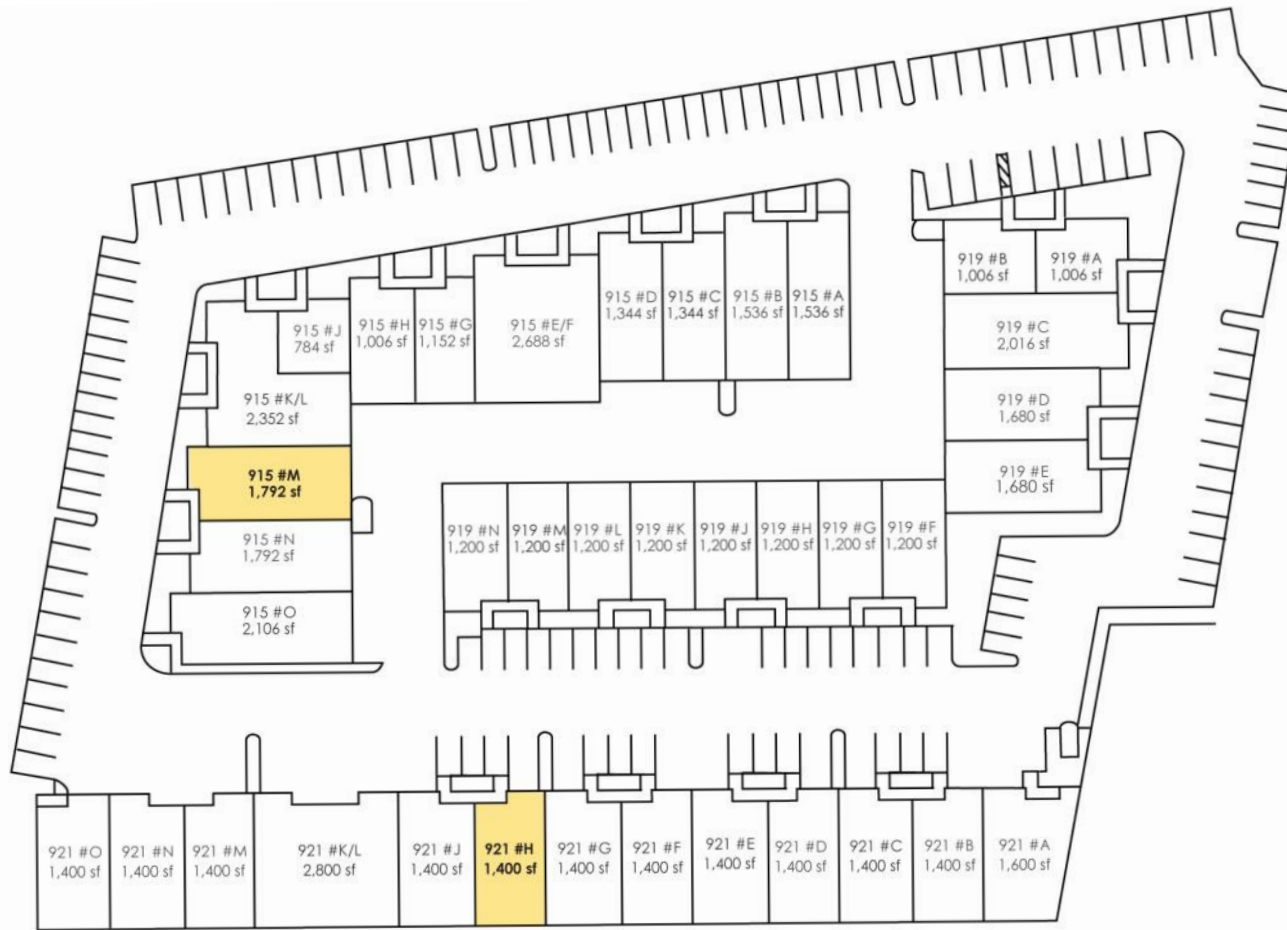 919 #B
1,006 sf
919 #A
1,006 sf
915 #D
1,344 sf
915 #C
1,344 sf
915 #B
1,536 sf
915 #A
1,536 sf
915 #J
784 sf
915 #H
1,006 sf
915 #G
1,152 sf
915 #E/F
2,688 sf
919 #C
2,016 sf
915 #K/L
2,352 sf
919 #D
1,680 sf
915 #M
1,792 sf
919 #E
1,680 sf
915 #N
1,792 sf
919 #N
1,200 sf
919 #M
1,200 sf
919 #L
1,200 sf
919 #K
1,200 sf
919 #J
1,200 sf
919 #H
1,200 sf
919 #G
1,200 sf
919 #F
1,200 sf
915 #O
2,106 sf
921 #O
1,400 sf
921 #N
1,400 sf
921 #M
1,400 sf
921 #K/L
2,800 sf
921 #J
1,400 sf
921 #H
1,400 sf
921 #G
1,400 sf
921 #F
1,400 sf
921 #E
1,400 sf
921 #D
1,400 sf
921 #C
1,400 sf
921 #B
1,400 sf
921 #A
1,600 sf